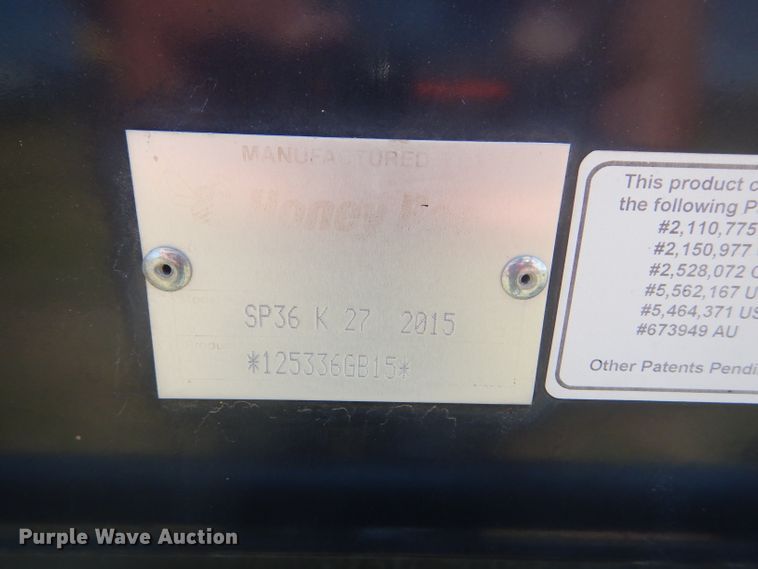 MANUFACTURED
Honey
SP36 K 27 2015
*125336GB15*
This product c
the following P
#2,110,775
#2,150,977
#2,528,072 C
#5,562,167 U
#5,464,371 US
#673949 AU
Other Patents Pendi
Purple Wave Auction